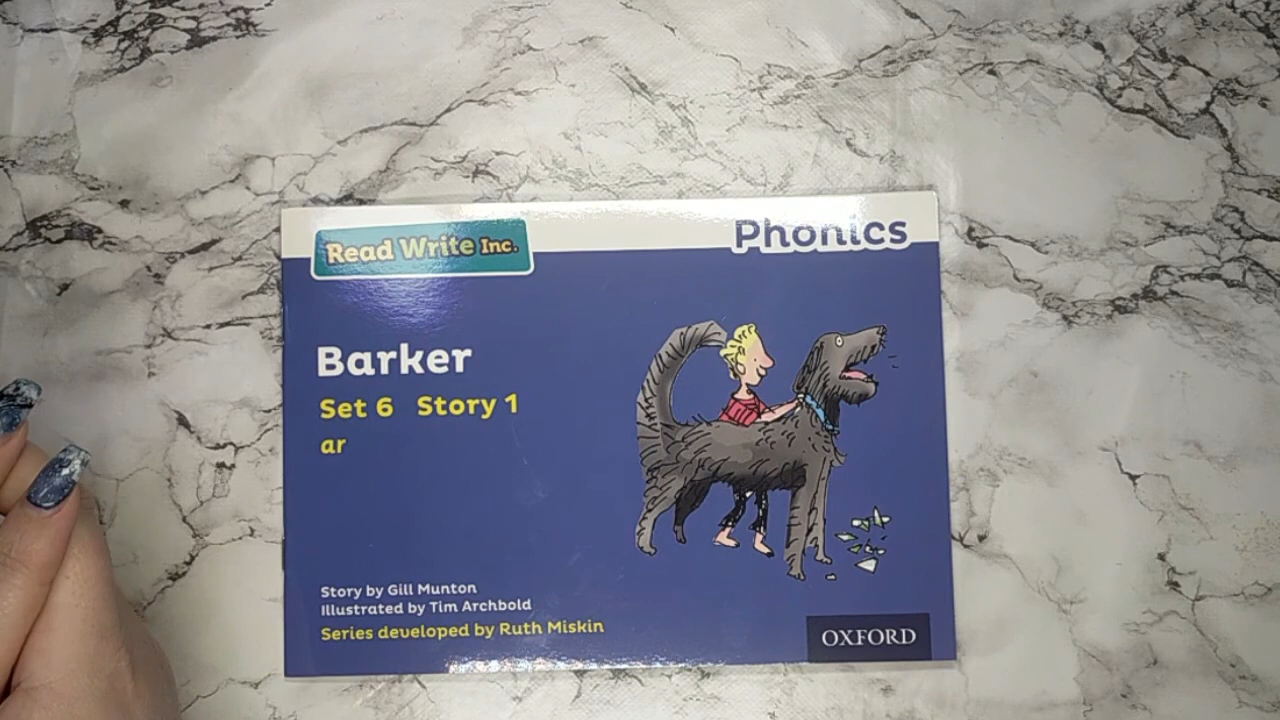 Read Write Inc.
Phonics
Barker
Set 6 Story 1
ar
Story by Gill Munton
Illustrated by Tim Archbold
Series developed by Ruth Miskin
OXFORD